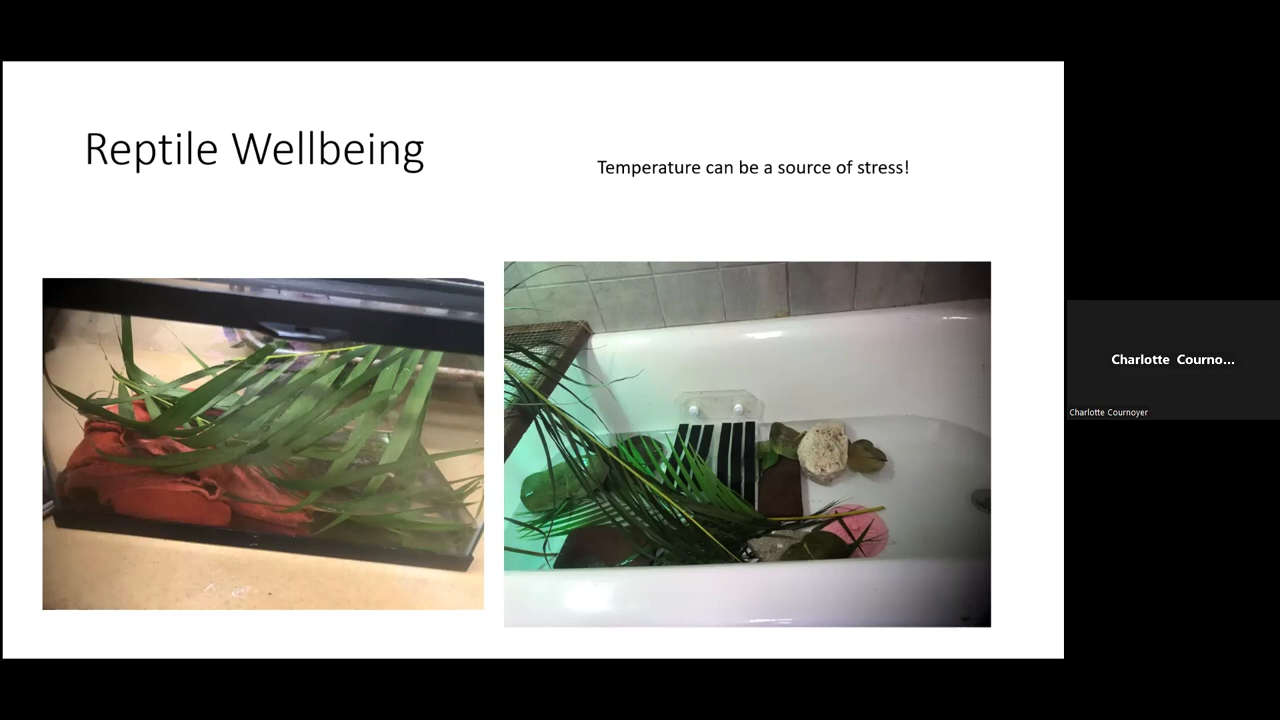 Reptile Wellbeing
Temperature can be a source of stress!
Charlotte Courno...
Charlotte Cournoyer